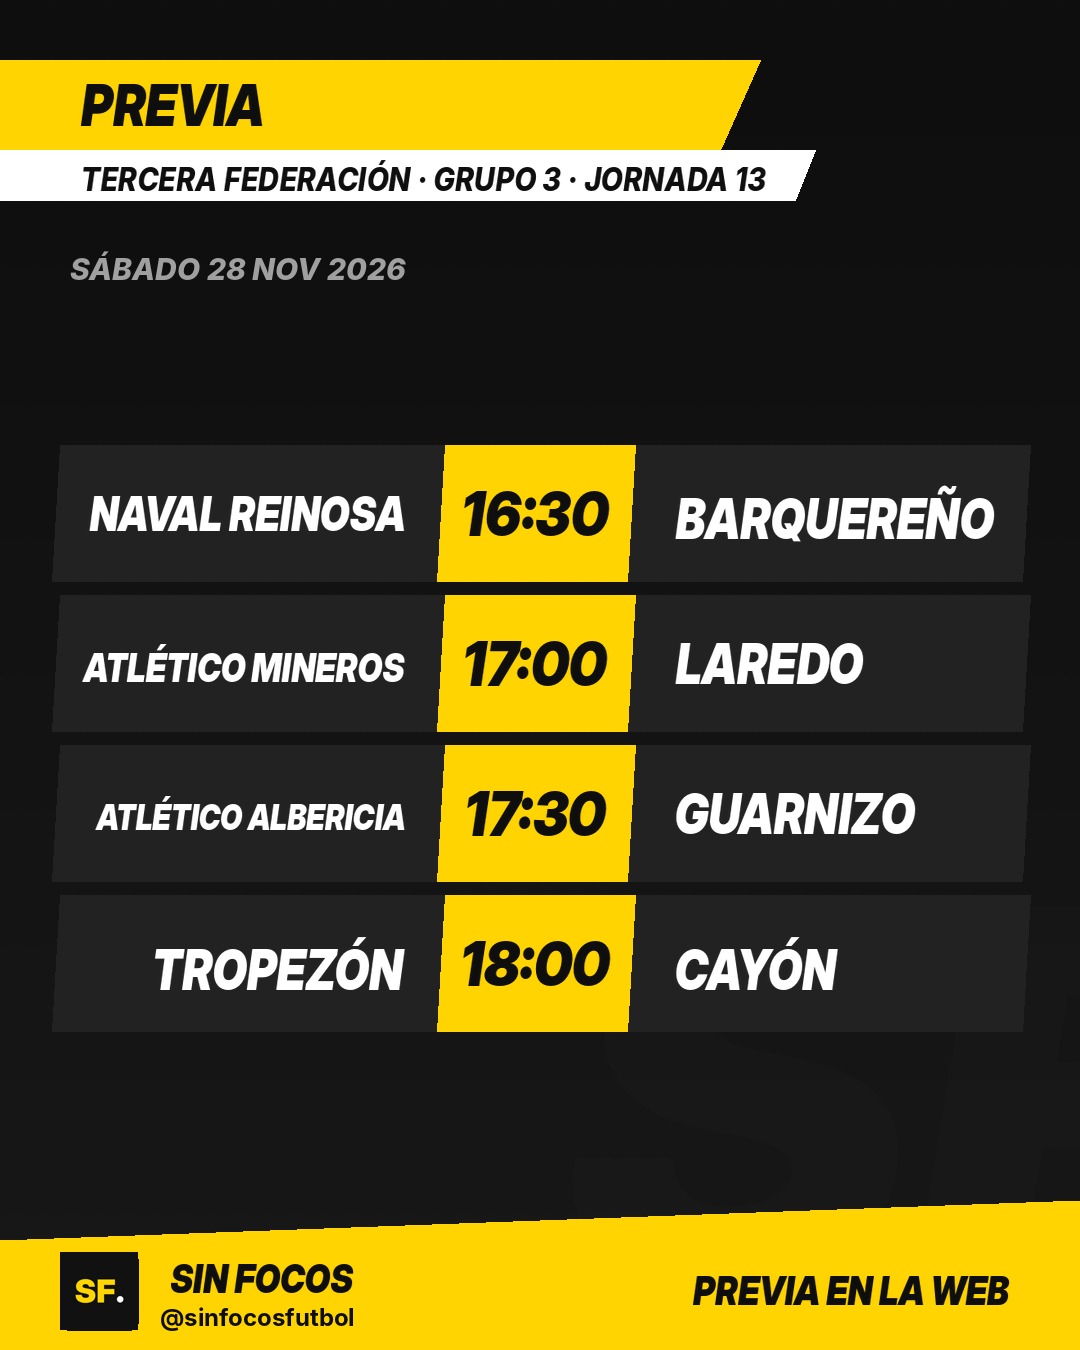 PREVIA
TERCERA FEDERACIÓN · GRUPO 3 · JORNADA 13
SÁBADO 28 NOV 2026
NAVAL REINOSA 16:30 BARQUEREÑO
ATLÉTICO MINEROS 17:00 LAREDO
ATLÉTICO ALBERICIA 17:30 GUARNIZO
TROPEZÓN 18:00 CAYÓN
SF.
SIN FOCOS
@sinfocosfutbol
PREVIA EN LA WEB